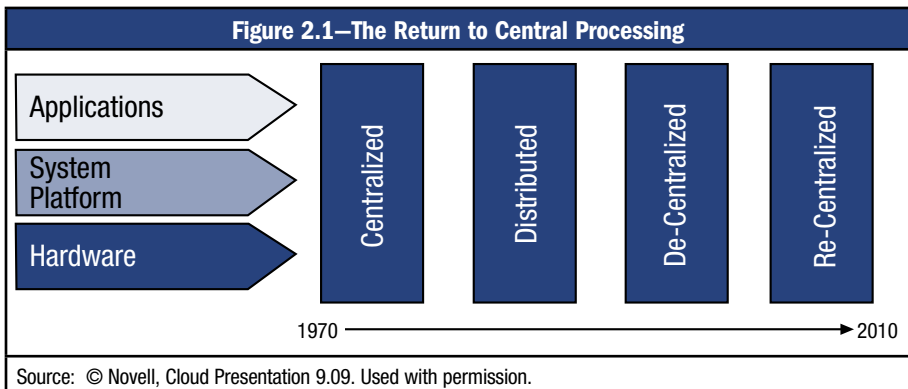 Figure 2.1—The Return to Central Processing
Applications
System
Platform
Hardware
Centralized
Distributed
De-Centralized
Re-Centralized
1970
2010
Source: © Novell, Cloud Presentation 9.09. Used with permission.